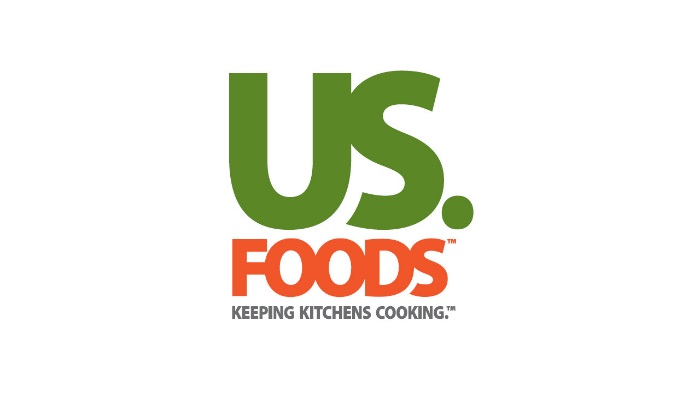 US.
FOODS™
KEEPING KITCHENS COOKING.™